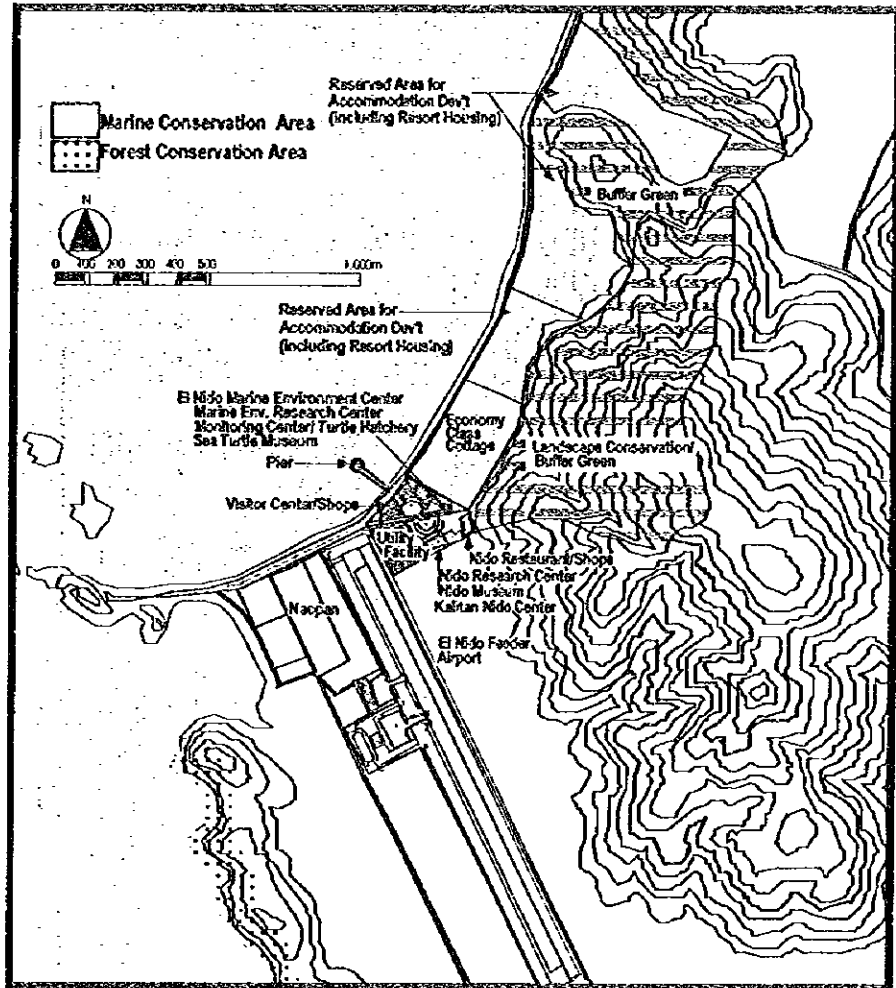 Reserved Area for
Accommodation Dev't
(including Resort Housing)
Marine Conservation Area
Forest Conservation Area
N
Buffer Green
0 100 200 300 400 500 1,000m
Reserved Area for
Accommodation Dev't
(including Resort Housing)
El Nido Marine Environment Center
Marine Env. Research Center
Monitoring Center/ Turtle Hatchery
Sea Turtle Museum
Economy
Class
Cottage
Landscape Conservation/
Buffer Green
Pier
Visitor Center/Shops
Utility
Facility
Nido Restaurant/Shops
Nido Research Center
Nido Museum
Kalitan Nido Center
Nacpan
El Nido Feeder
Airport